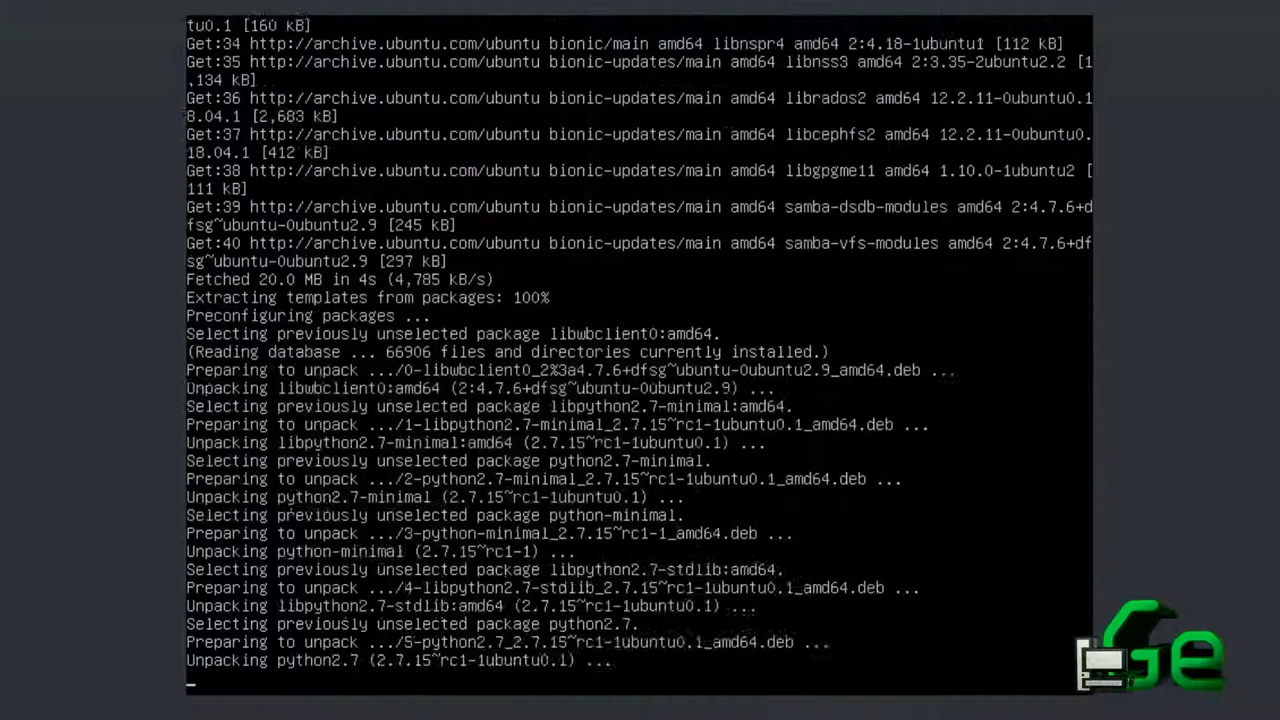 tu0.1 [160 kB]
Get:34 http://archive.ubuntu.com/ubuntu bionic/main amd64 libnspr4 amd64 2:4.18-1ubuntu1 [112 kB]
Get:35 http://archive.ubuntu.com/ubuntu bionic-updates/main amd64 libnss3 amd64 2:3.35-2ubuntu2.2 [1
,134 kB]
Get:36 http://archive.ubuntu.com/ubuntu bionic-updates/main amd64 librados2 amd64 12.2.11-0ubuntu0.1
8.04.1 [2,683 kB]
Get:37 http://archive.ubuntu.com/ubuntu bionic-updates/main amd64 libcephfs2 amd64 12.2.11-0ubuntu0.
18.04.1 [412 kB]
Get:38 http://archive.ubuntu.com/ubuntu bionic-updates/main amd64 libgpgme11 amd64 1.10.0-1ubuntu2 [
111 kB]
Get:39 http://archive.ubuntu.com/ubuntu bionic-updates/main amd64 samba-dsdb-modules amd64 2:4.7.6+d
fsg~ubuntu-0ubuntu2.9 [245 kB]
Get:40 http://archive.ubuntu.com/ubuntu bionic-updates/main amd64 samba-vfs-modules amd64 2:4.7.6+df
sg~ubuntu-0ubuntu2.9 [297 kB]
Fetched 20.0 MB in 4s (4,785 kB/s)
Extracting templates from packages: 100%
Preconfiguring packages ...
Selecting previously unselected package libwbclient0:amd64.
(Reading database ... 66906 files and directories currently installed.)
Preparing to unpack .../0-libwbclient0_2%3a4.7.6+dfsg~ubuntu-0ubuntu2.9_amd64.deb ...
Unpacking libwbclient0:amd64 (2:4.7.6+dfsg~ubuntu-0ubuntu2.9) ...
Selecting previously unselected package libpython2.7-minimal:amd64.
Preparing to unpack .../1-libpython2.7-minimal_2.7.15~rc1-1ubuntu0.1_amd64.deb ...
Unpacking libpython2.7-minimal:amd64 (2.7.15~rc1-1ubuntu0.1) ...
Selecting previously unselected package python2.7-minimal.
Preparing to unpack .../2-python2.7-minimal_2.7.15~rc1-1ubuntu0.1_amd64.deb ...
Unpacking python2.7-minimal (2.7.15~rc1-1ubuntu0.1) ...
Selecting previously unselected package python-minimal.
Preparing to unpack .../3-python-minimal_2.7.15~rc1-1_amd64.deb ...
Unpacking python-minimal (2.7.15~rc1-1) ...
Selecting previously unselected package libpython2.7-stdlib:amd64.
Preparing to unpack .../4-libpython2.7-stdlib_2.7.15~rc1-1ubuntu0.1_amd64.deb ...
Unpacking libpython2.7-stdlib:amd64 (2.7.15~rc1-1ubuntu0.1) ...
Selecting previously unselected package python2.7.
Preparing to unpack .../5-python2.7_2.7.15~rc1-1ubuntu0.1_amd64.deb ...
Unpacking python2.7 (2.7.15~rc1-1ubuntu0.1) ...
Ge